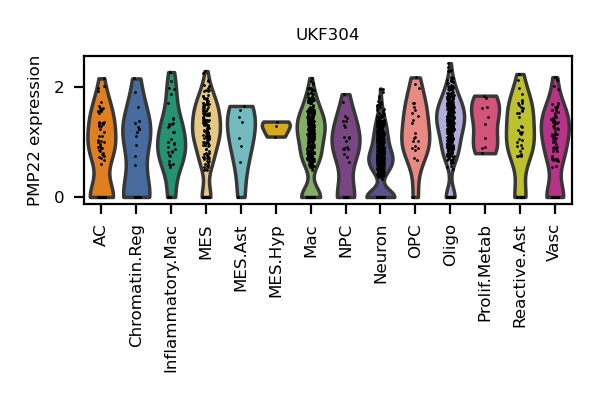 UKF304
PMP22 expression
2
0
AC
Chromatin.Reg
Inflammatory.Mac
MES
MES.Ast
MES.Hyp
Mac
NPC
Neuron
OPC
Oligo
Prolif.Metab
Reactive.Ast
Vasc